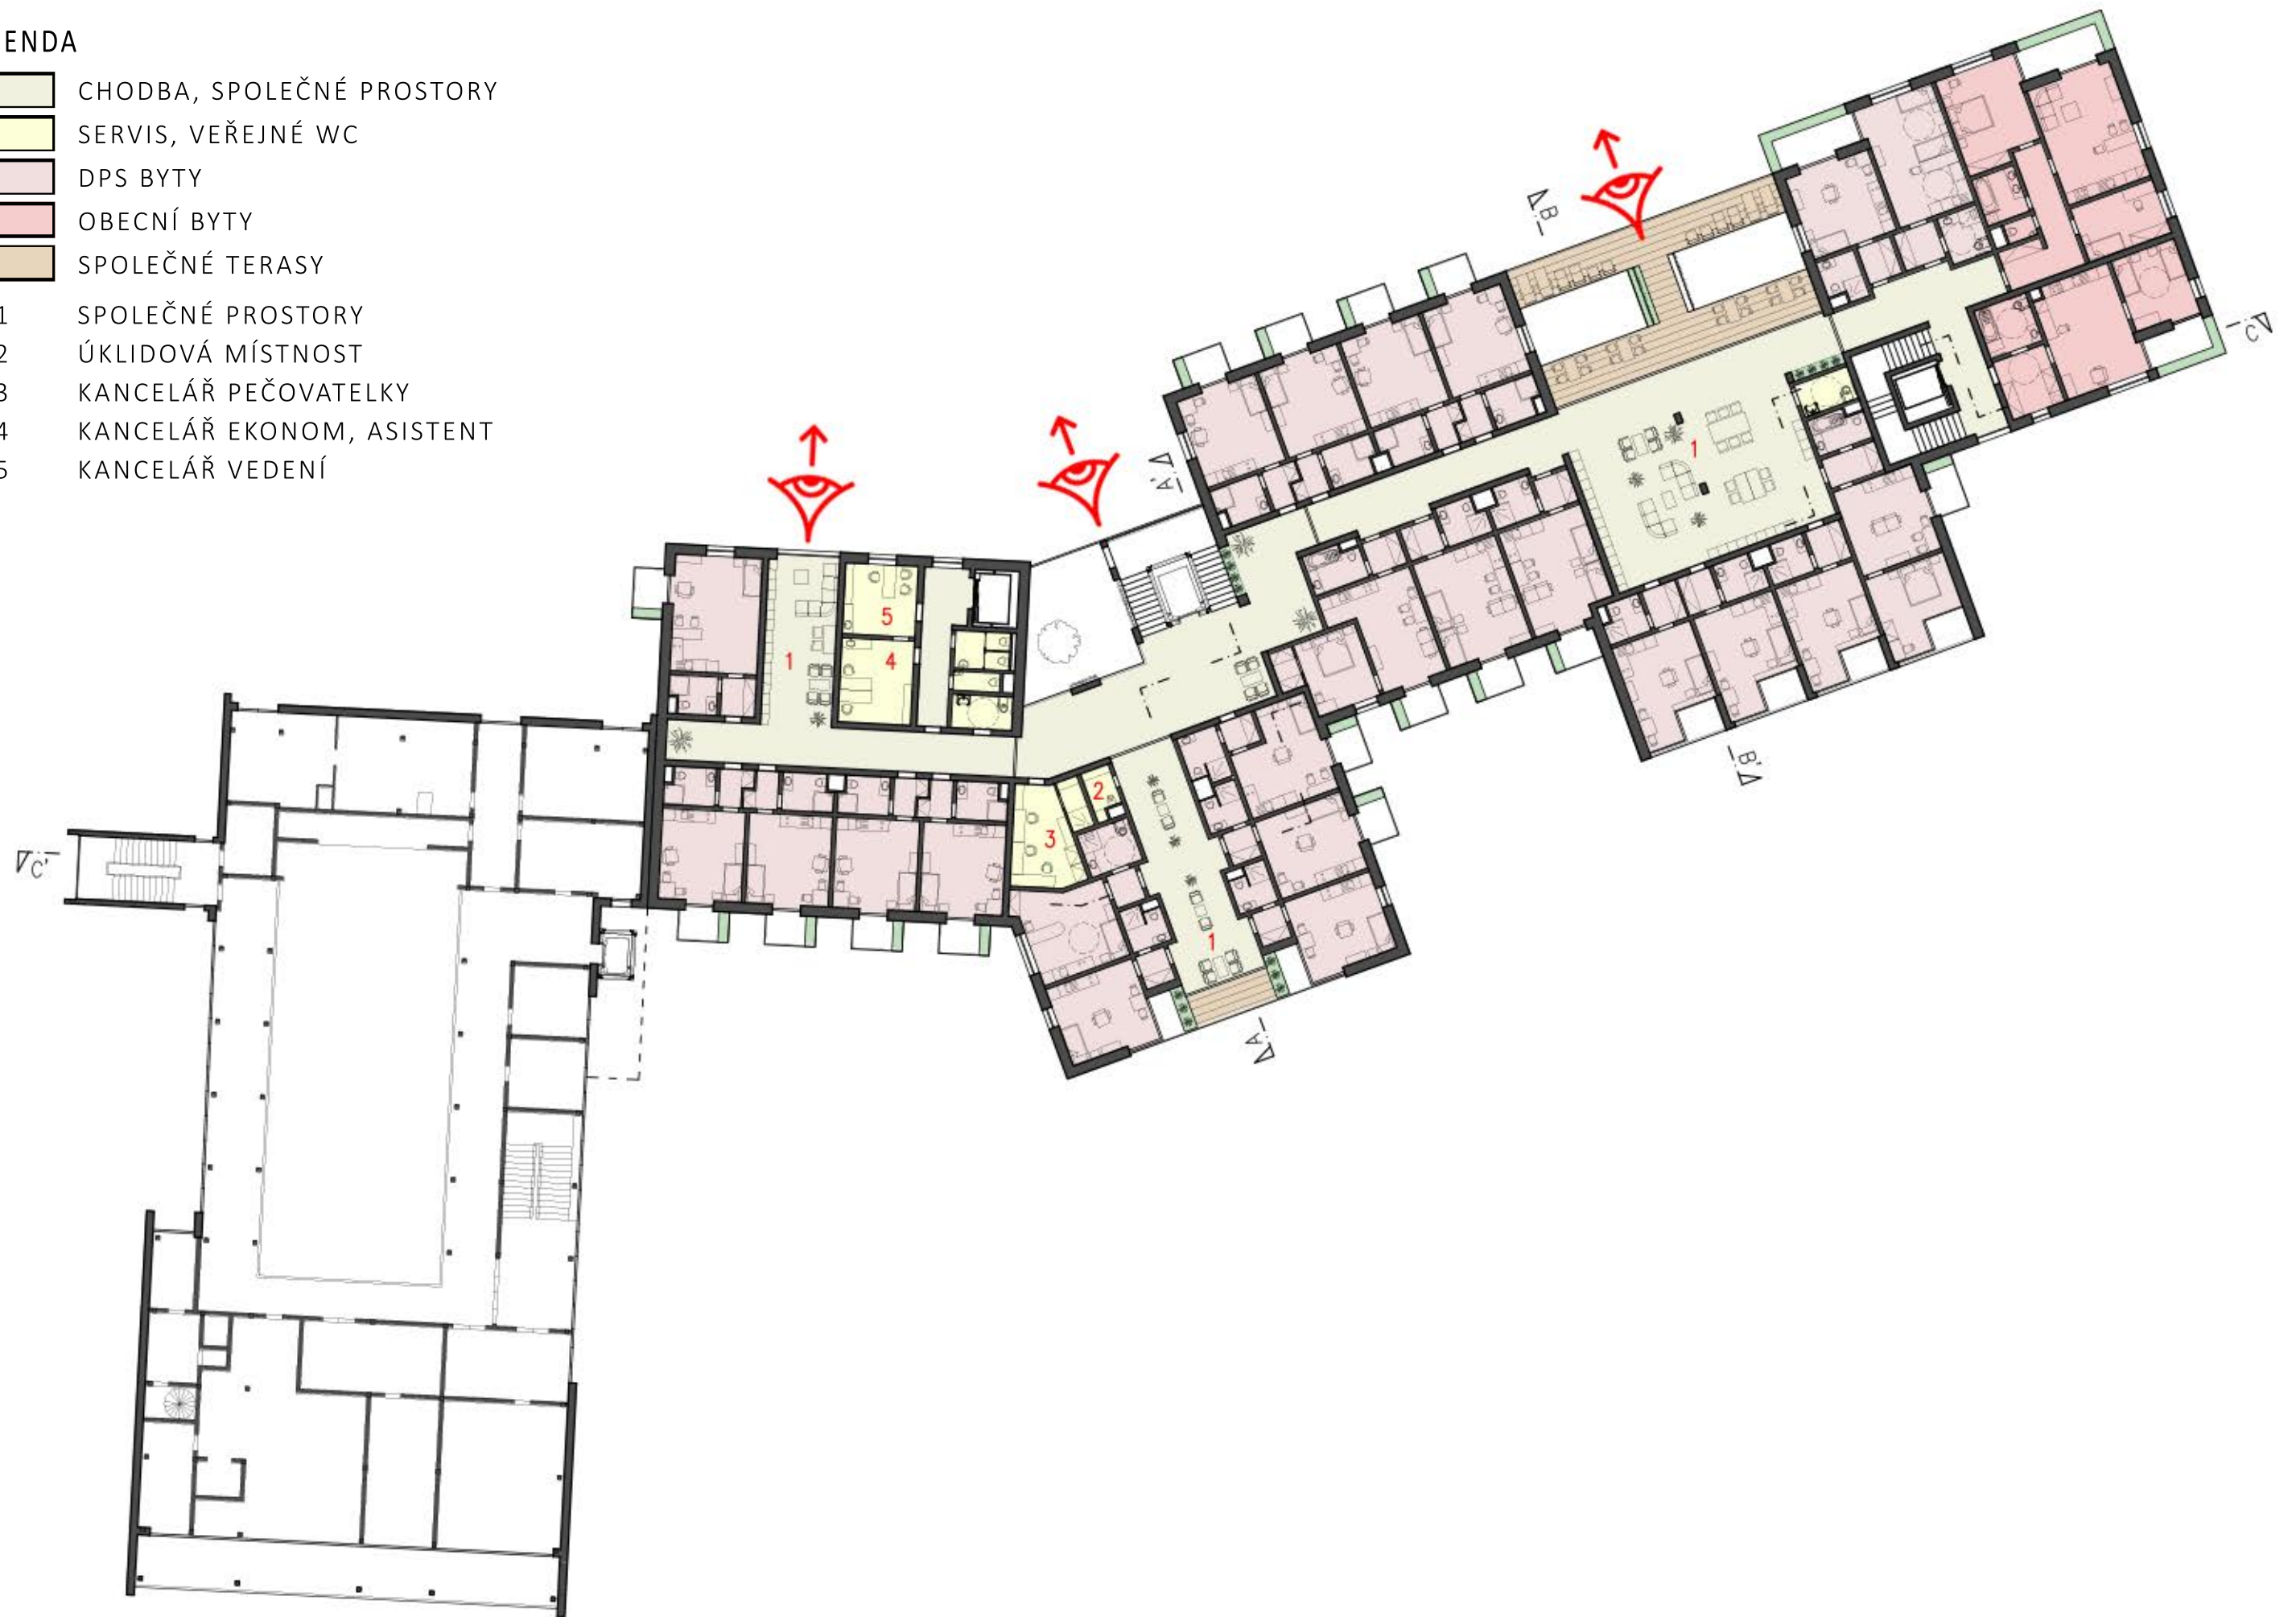 ENDA
CHODBA, SPOLEČNÉ PROSTORY
SERVIS, VEŘEJNÉ WC
DPS BYTY
OBECNÍ BYTY
SPOLEČNÉ TERASY
1 SPOLEČNÉ PROSTORY
2 ÚKLIDOVÁ MÍSTNOST
3 KANCELÁŘ PEČOVATELKY
4 KANCELÁŘ EKONOM, ASISTENT
5 KANCELÁŘ VEDENÍ
B
C
A'
1
5
1
4
2
3
B'
C'
1
A